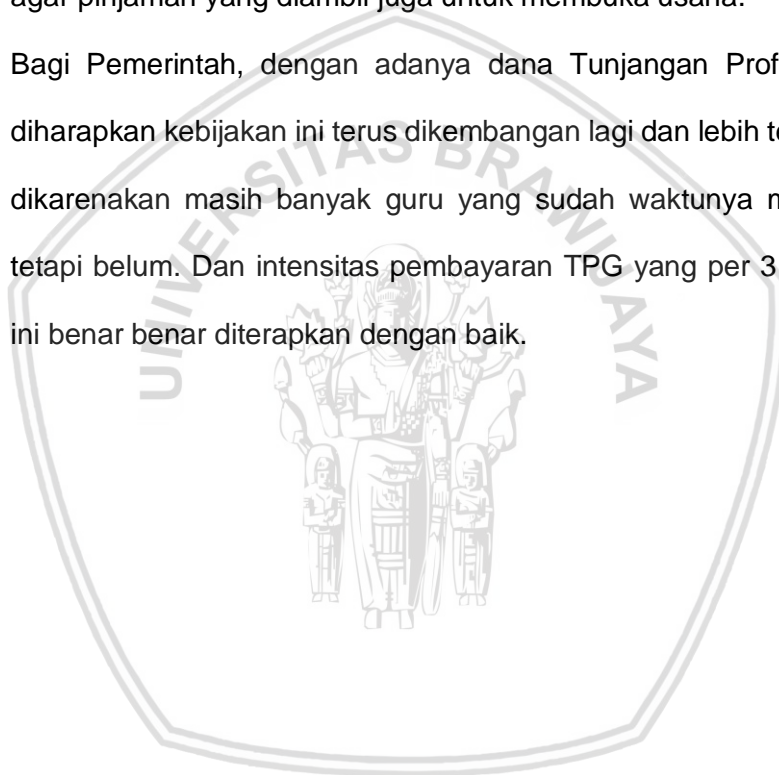 agar pinjaman yang diambil juga untuk membuka usaha.
Bagi Pemerintah, dengan adanya dana Tunjangan Prof
diharapkan kebijakan ini terus dikembangan lagi dan lebih
dikarenakan masih banyak guru yang sudah waktunya
tetapi belum. Dan intensitas pembayaran TPG yang per 3
ini benar benar diterapkan dengan baik.
UNIVERSITAS BRAWIJAYA